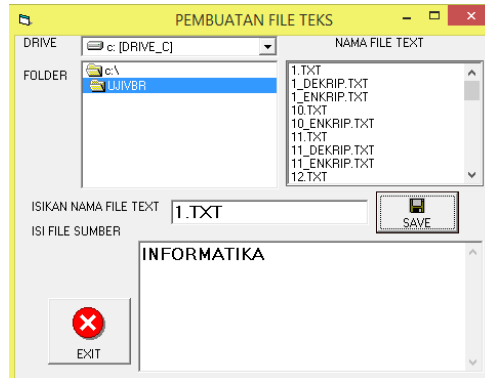 PEMBUATAN FILE TEKS
DRIVE
c: [DRIVE_C]
NAMA FILE TEXT
FOLDER
c:\
UJIVBR
1.TXT
1_DEKRIP.TXT
1_ENKRIP.TXT
10.TXT
10_ENKRIP.TXT
11.TXT
11_DEKRIP.TXT
11_ENKRIP.TXT
12.TXT
ISIKAN NAMA FILE TEXT
1.TXT
SAVE
ISI FILE SUMBER
INFORMATIKA
EXIT